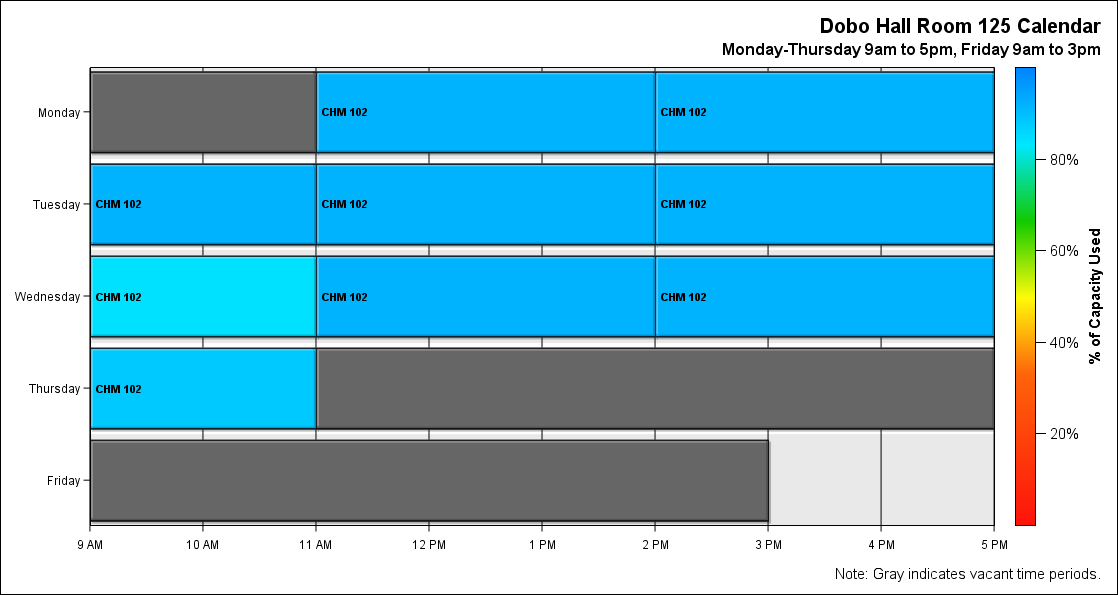 Dobo Hall Room 125 Calendar
Monday-Thursday 9am to 5pm, Friday 9am to 3pm
Monday
CHM 102
CHM 102
Tuesday
CHM 102
CHM 102
CHM 102
Wednesday
CHM 102
CHM 102
CHM 102
Thursday
CHM 102
Friday
9 AM
10 AM
11 AM
12 PM
1 PM
2 PM
3 PM
4 PM
5 PM
80%
60%
40%
20%
% of Capacity Used
Note: Gray indicates vacant time periods.